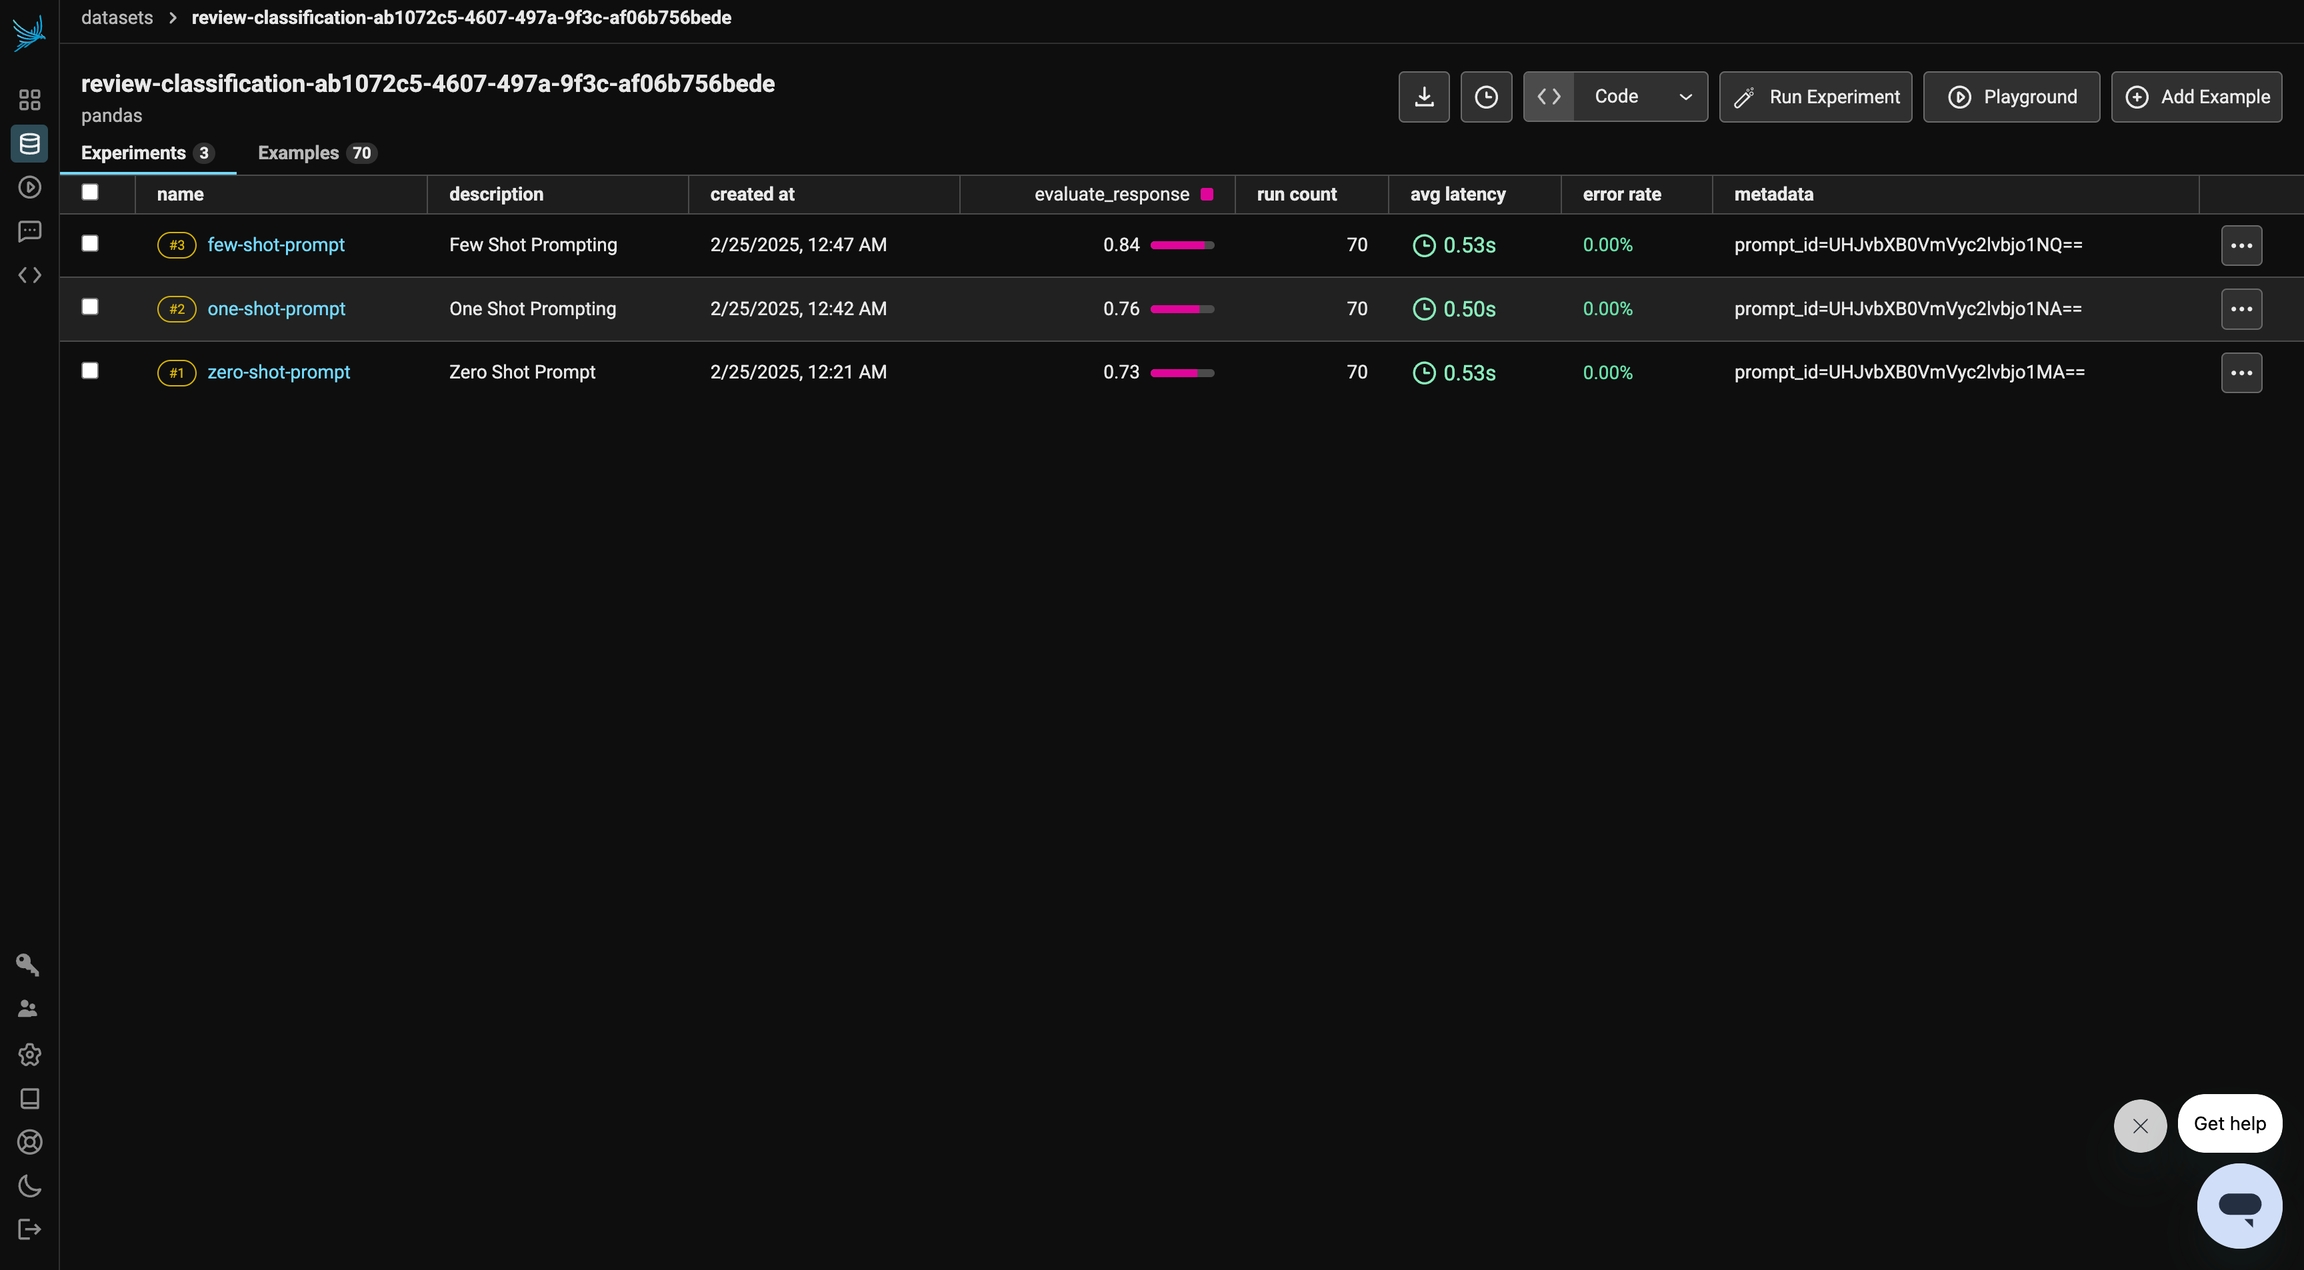 datasets > review-classification-ab1072c5-4607-497a-9f3c-af06b756bede
review-classification-ab1072c5-4607-497a-9f3c-af06b756bede
pandas
Code Run Experiment Playground Add Example
Experiments 3 Examples 70
name description created at evaluate_response run count avg latency error rate metadata
#3 few-shot-prompt Few Shot Prompting 2/25/2025, 12:47 AM 0.84 70 0.53s 0.00% prompt_id=UHJvbXB0VmVyc2lvbjo1NQ==
#2 one-shot-prompt One Shot Prompting 2/25/2025, 12:42 AM 0.76 70 0.50s 0.00% prompt_id=UHJvbXB0VmVyc2lvbjo1NA==
#1 zero-shot-prompt Zero Shot Prompt 2/25/2025, 12:21 AM 0.73 70 0.53s 0.00% prompt_id=UHJvbXB0VmVyc2lvbjo1MA==
Get help